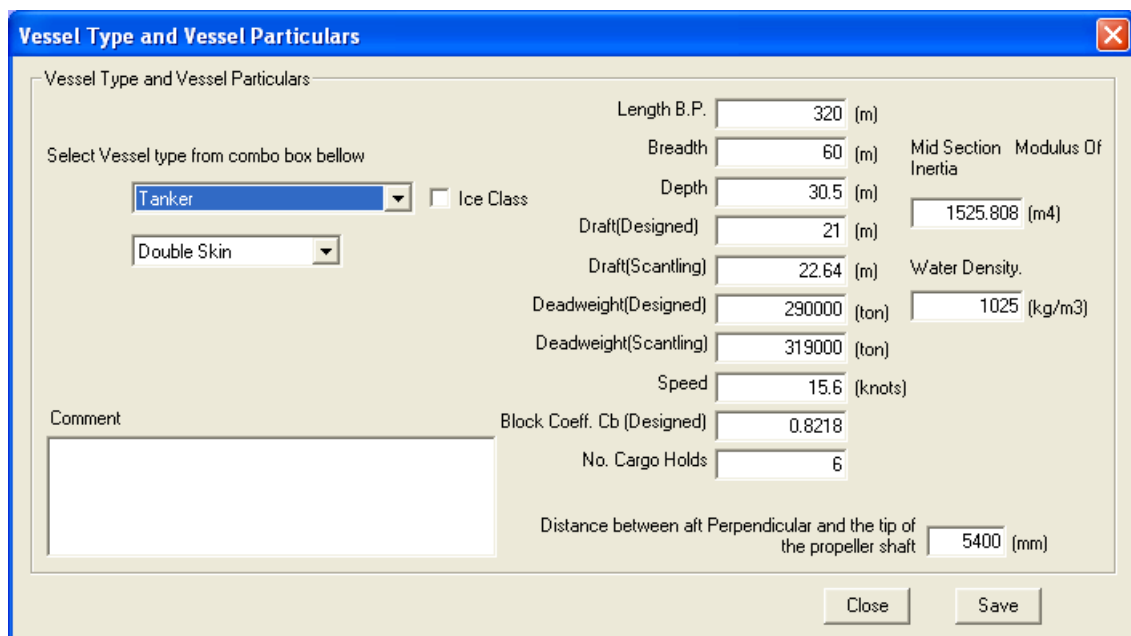 Vessel Type and Vessel Particulars
Vessel Type and Vessel Particulars
Select Vessel type from combo box bellow
Tanker
Ice Class
Double Skin
Comment
Length B.P. 320 (m)
Breadth 60 (m)
Depth 30.5 (m)
Draft(Designed) 21 (m)
Draft(Scantling) 22.64 (m)
Deadweight(Designed) 290000 (ton)
Deadweight(Scantling) 319000 (ton)
Speed 15.6 (knots)
Block Coeff. Cb (Designed) 0.8218
No. Cargo Holds 6
Mid Section Modulus Of
Inertia
1525.808 (m4)
Water Density.
1025 (kg/m3)
Distance between aft Perpendicular and the tip of
the propeller shaft 5400 (mm)
Close
Save